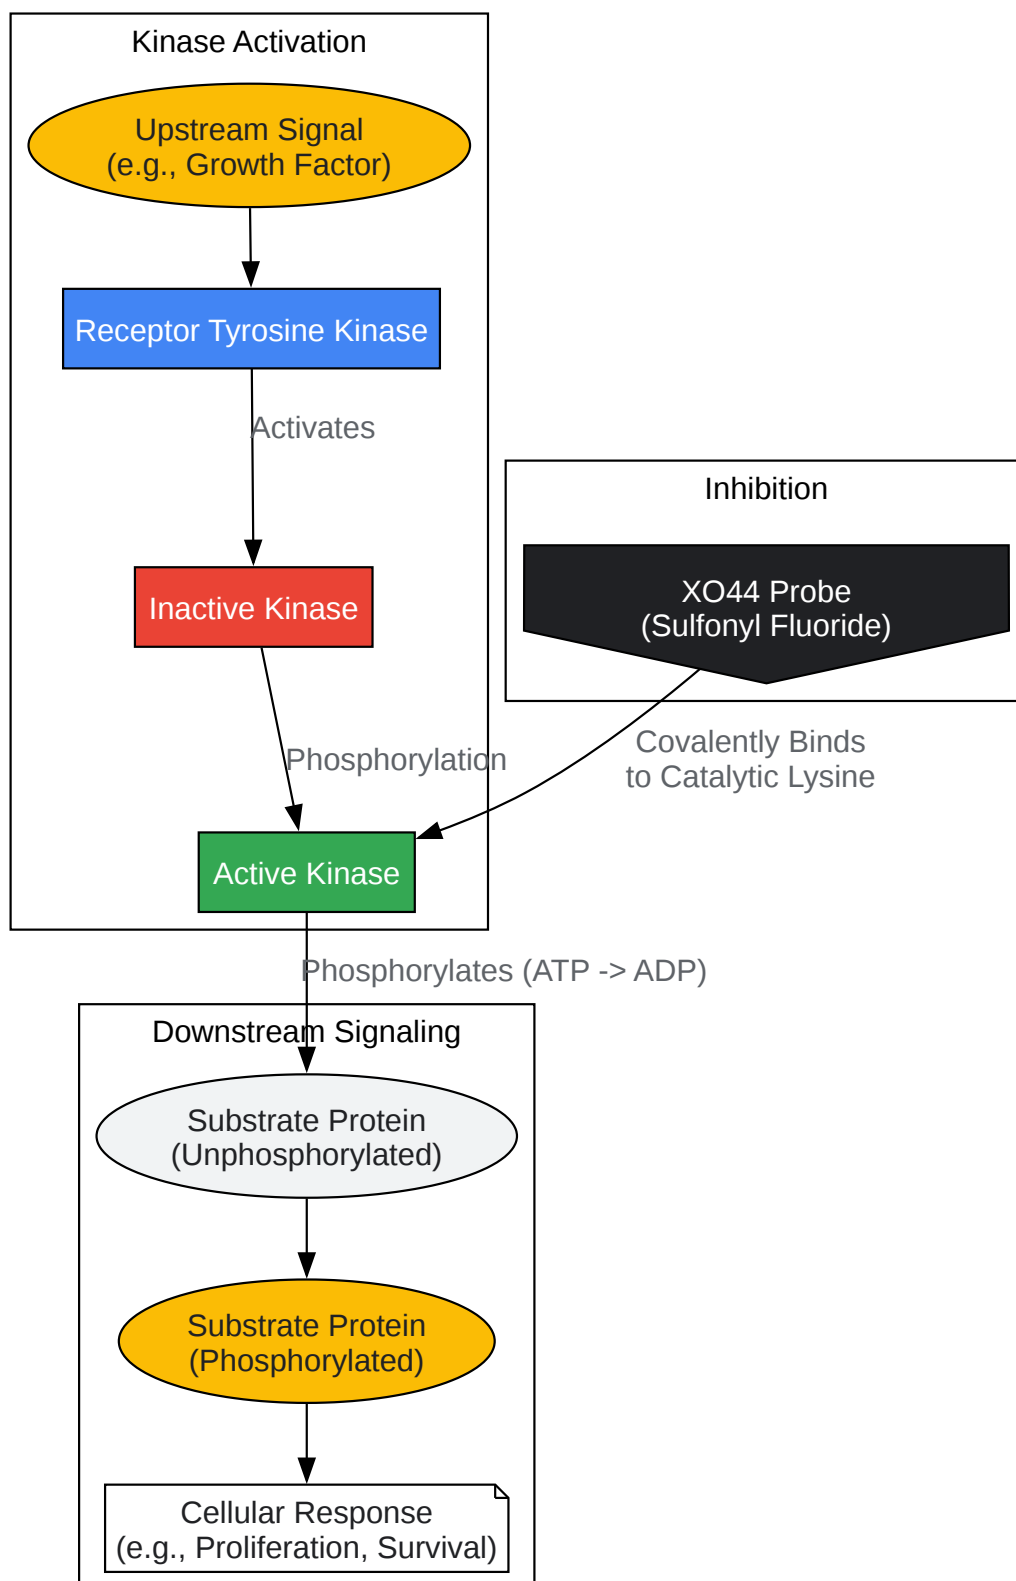 Kinase Activation
Upstream Signal
(e.g., Growth Factor)
Receptor Tyrosine Kinase
Activates
Inhibition
XO44 Probe
(Sulfonyl Fluoride)
Inactive Kinase
Phosphorylation
Covalently Binds
to Catalytic Lysine
Active Kinase
Phosphorylates (ATP -> ADP)
Downstream Signaling
Substrate Protein
(Unphosphorylated)
Substrate Protein
(Phosphorylated)
Cellular Response
(e.g., Proliferation, Survival)